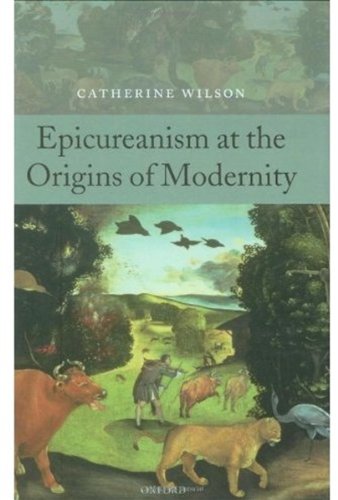 CATHERINE WILSON
Epicureanism at the
Origins of Modernity
OXFORD